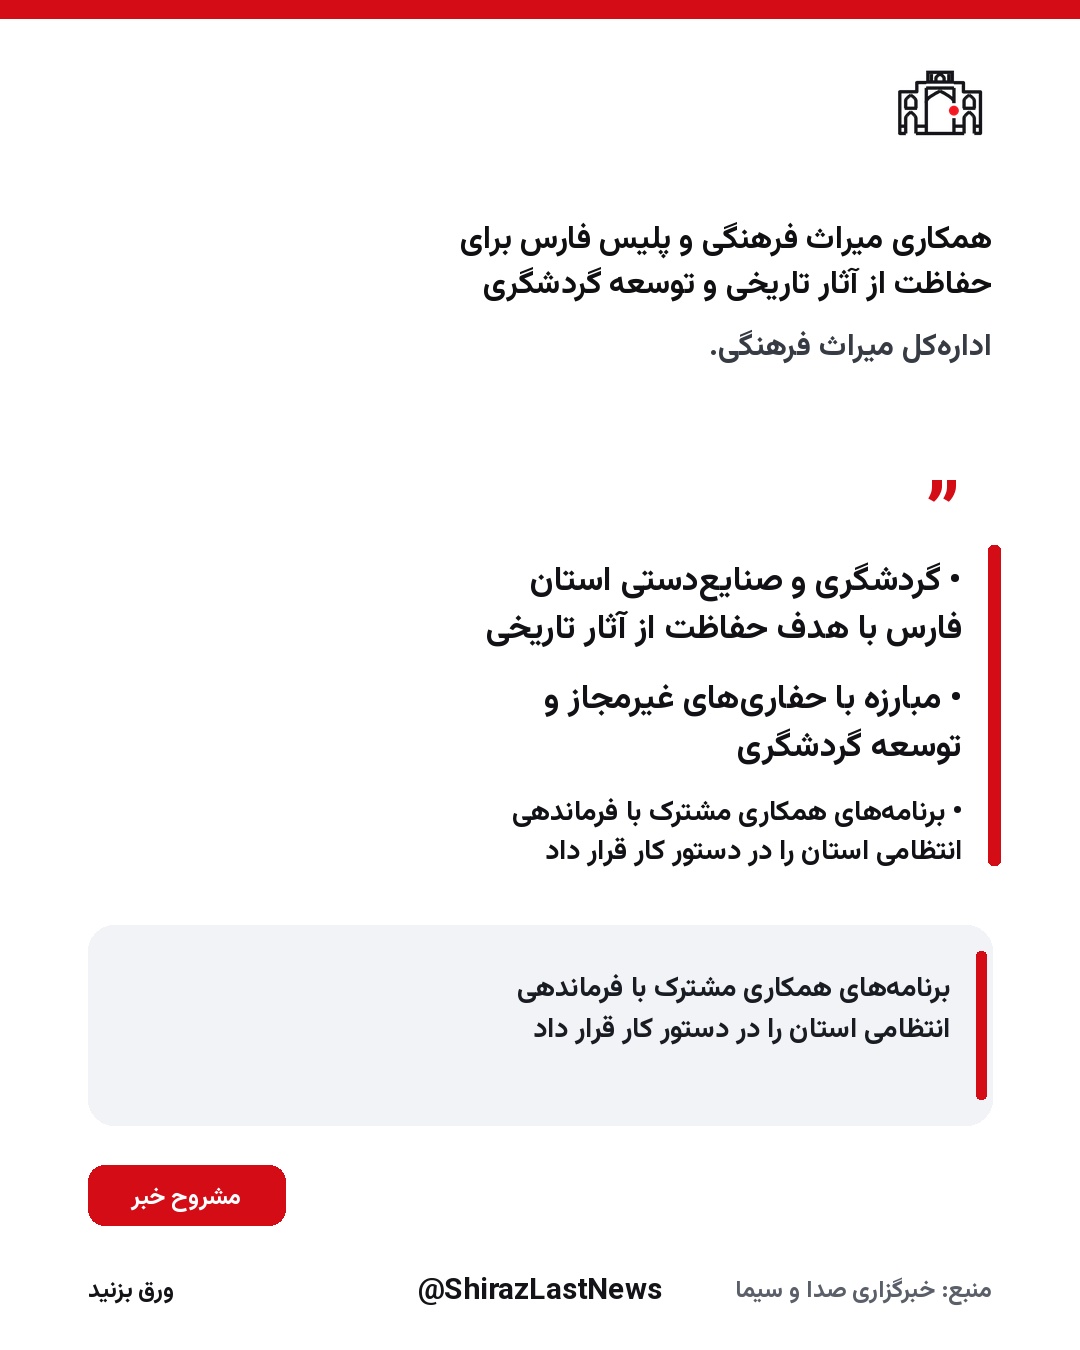 همکاری میراث فرهنگی و پلیس فارس برای
حفاظت از آثار تاریخی و توسعه گردشگری
اداره‌کل میراث فرهنگی.
”
• گردشگری و صنایع‌دستی استان
فارس با هدف حفاظت از آثار تاریخی
• مبارزه با حفاری‌های غیرمجاز و
توسعه گردشگری
• برنامه‌های همکاری مشترک با فرماندهی
انتظامی استان را در دستور کار قرار داد
برنامه‌های همکاری مشترک با فرماندهی
انتظامی استان را در دستور کار قرار داد
مشروح خبر
منبع: خبرگزاری صدا و سیما
@ShirazLastNews
ورق بزنید